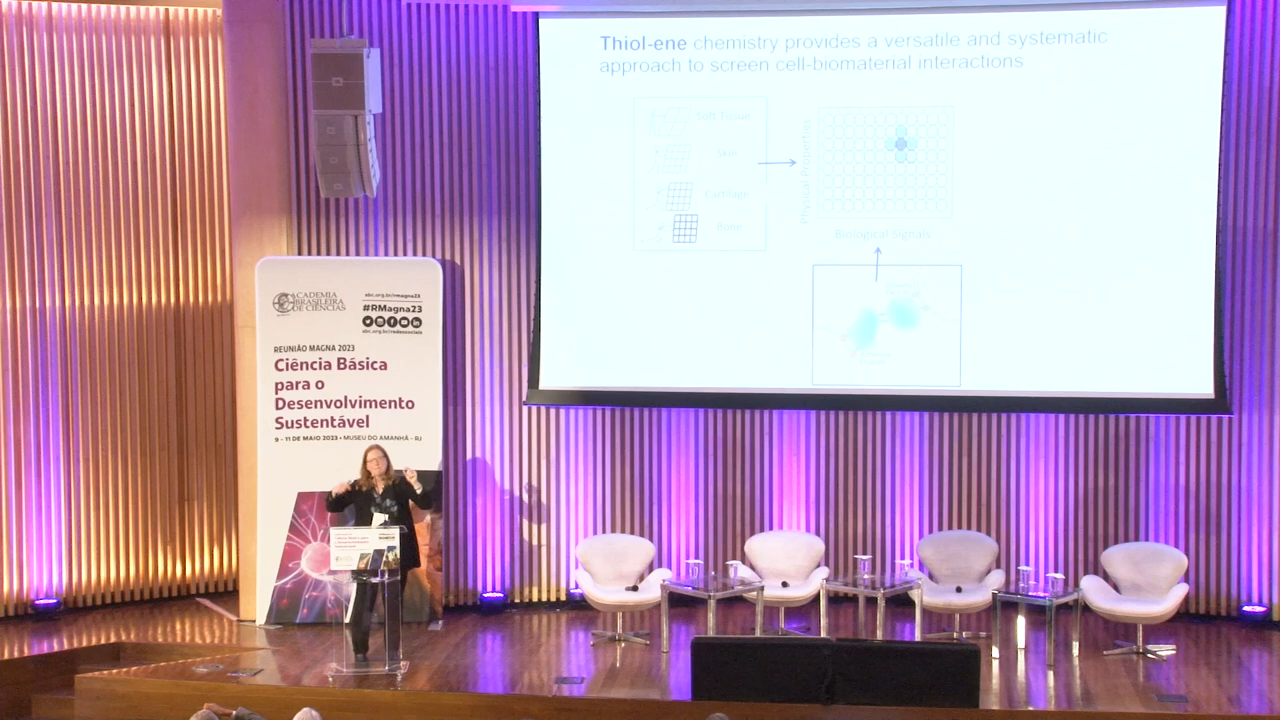 Thiol-ene chemistry provides a versatile and systematic
approach to screen cell-biomaterial interactions
Soft Tissue
Skin
Cartilage
Bone
Physical Properties
Biological Signals
ACADEMIA
BRASILEIRA
DE CIÊNCIAS
abc.org.br/rmagna23
#RMagna23
abc.org.br/redessociais
REUNIÃO MAGNA 2023
Ciência Básica
para o
Desenvolvimento
Sustentável
9 - 11 DE MAIO 2023 • MUSEU DO AMANHÃ - RJ